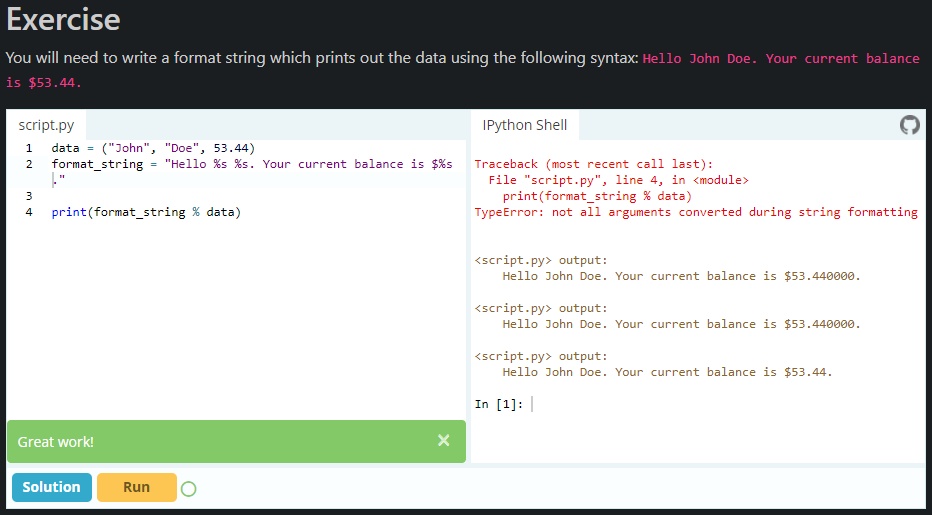 Exercise
You will need to write a format string which prints out the data using the following syntax: Hello John Doe. Your current balance
is $53.44.
script.py
1 data = ("John", "Doe", 53.44)
2 format_string = "Hello %s %s. Your current balance is $%s
."
3
4 print(format_string % data)
Great work!
Solution
Run
IPython Shell
Traceback (most recent call last):
File "script.py", line 4, in <module>
print(format_string % data)
TypeError: not all arguments converted during string formatting
<script.py> output:
Hello John Doe. Your current balance is $53.440000.
<script.py> output:
Hello John Doe. Your current balance is $53.440000.
<script.py> output:
Hello John Doe. Your current balance is $53.44.
In [1]: